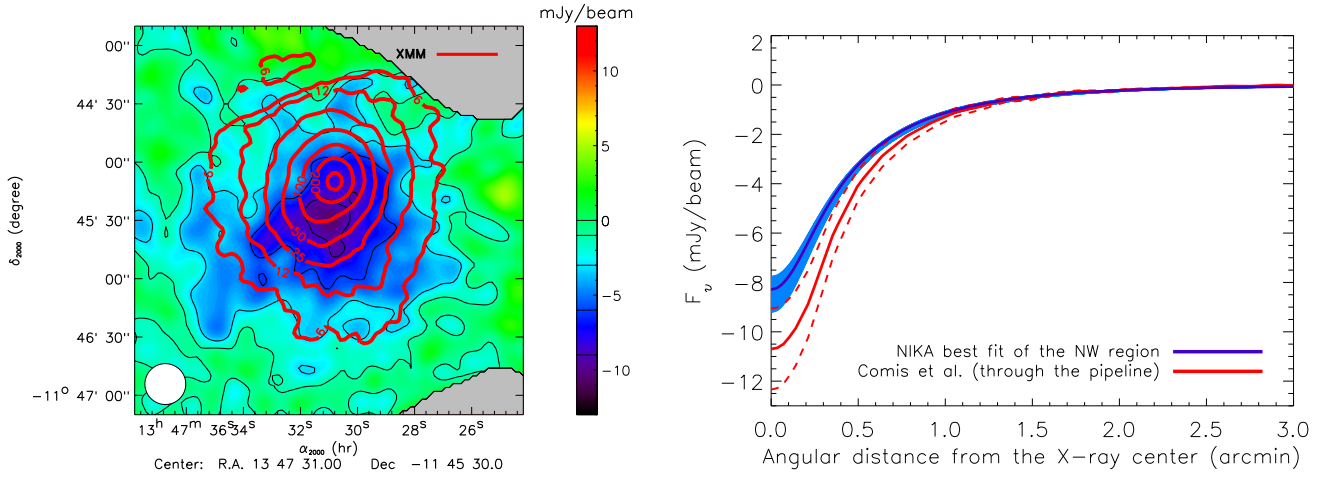 mJy/beam
00''
XMM
10
6
12
6
44' 30''
5
00''
6
100
200
0
45' 30''
δ2000 (degree)
50
25
12
−5
00''
6
46' 30''
−10
−11° 47' 00''
13h 47m 36s34s 32s 30s 28s 26s
α2000 (hr)
Center: R.A. 13 47 31.00 Dec −11 45 30.0
2
0
−2
−4
−6
−8
−10
−12
Fν (mJy/beam)
NIKA best fit of the NW region
Comis et al. (through the pipeline)
0.0 0.5 1.0 1.5 2.0 2.5 3.0
Angular distance from the X−ray center (arcmin)